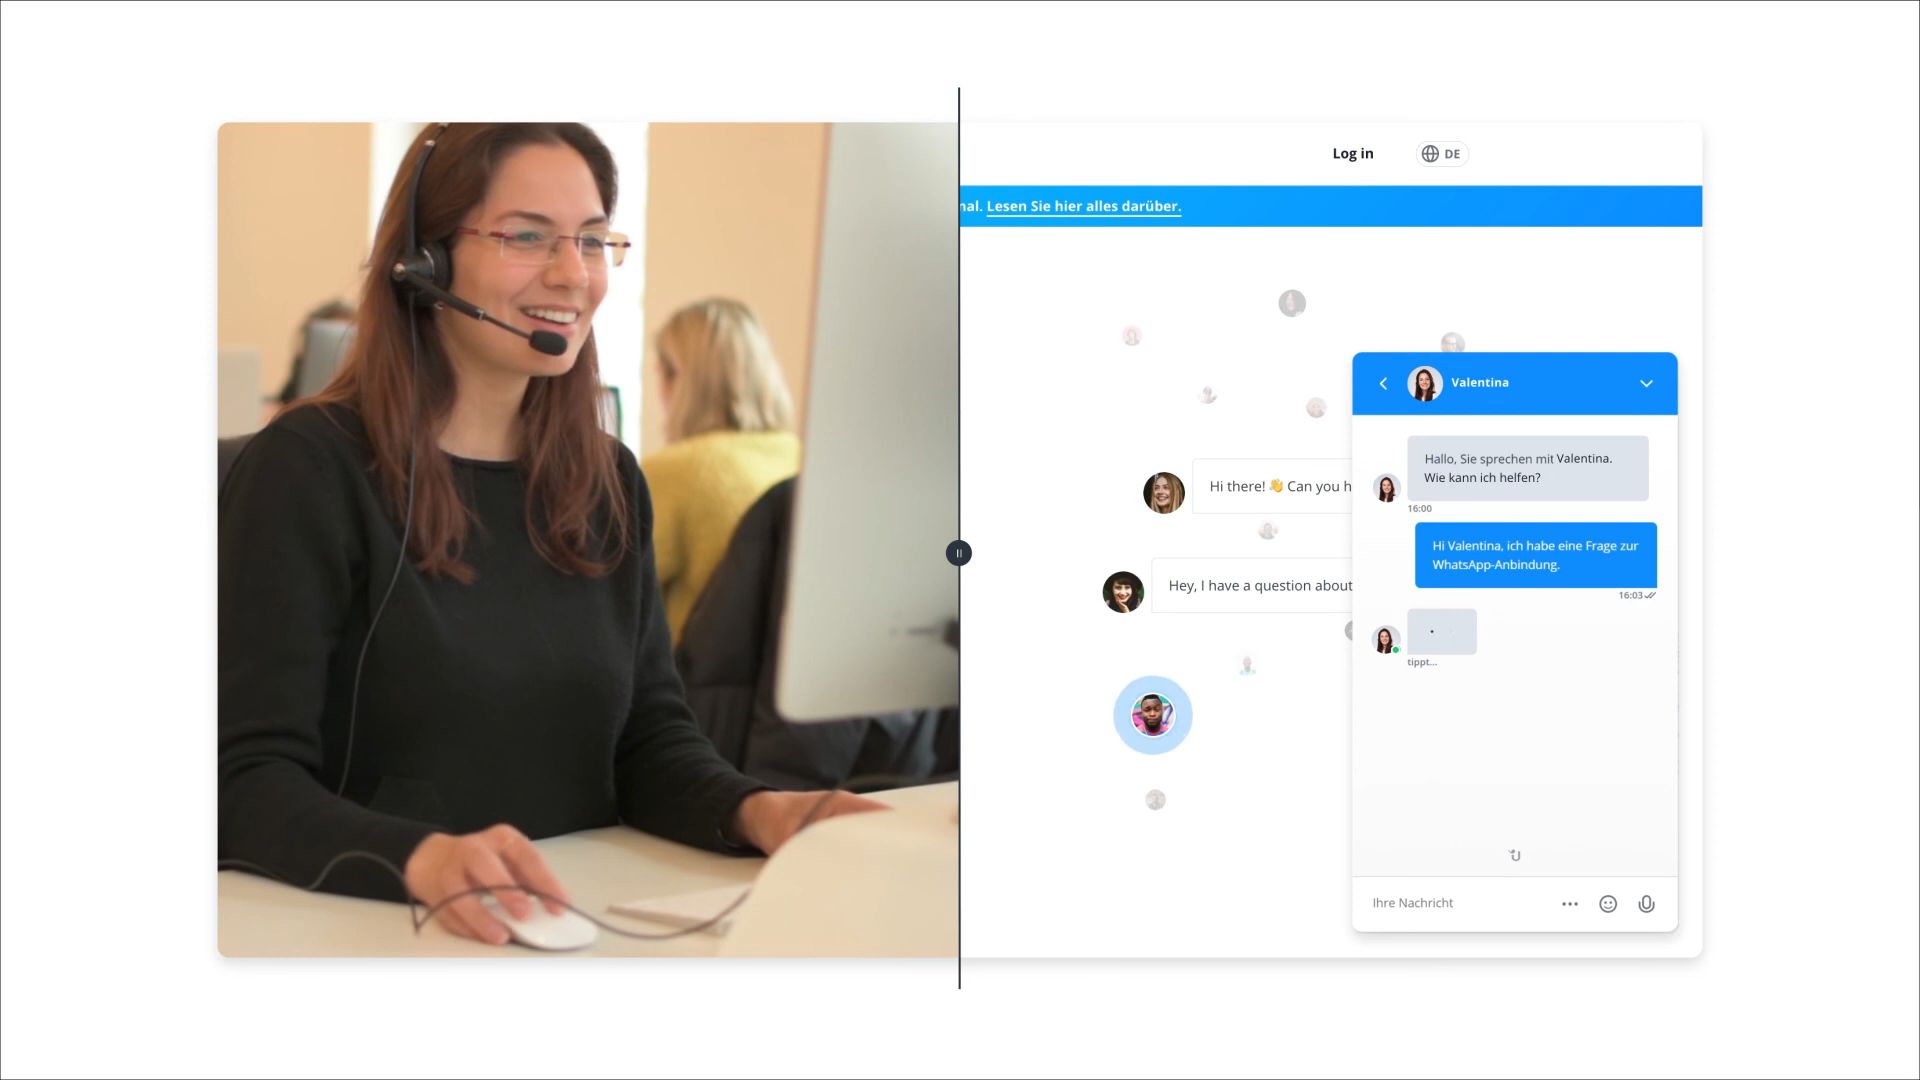 Log in
DE
nal. Lesen Sie hier alles darüber.
Valentina
Hallo, Sie sprechen mit Valentina.
Wie kann ich helfen?
16:00
Hi there! 👋 Can you h
Hi Valentina, ich habe eine Frage zur
WhatsApp-Anbindung.
16:03
Hey, I have a question about
tippt...
Ihre Nachricht